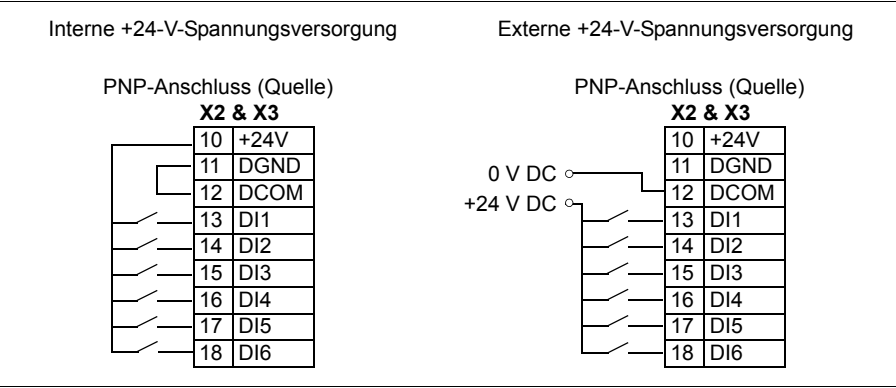 Interne +24-V-Spannungsversorgung
PNP-Anschluss (Quelle)
X2 & X3
10 +24V
11 DGND
12 DCOM
13 DI1
14 DI2
15 DI3
16 DI4
17 DI5
18 DI6
Externe +24-V-Spannungsversorgung
PNP-Anschluss (Quelle)
X2 & X3
0 V DC
+24 V DC
10 +24V
11 DGND
12 DCOM
13 DI1
14 DI2
15 DI3
16 DI4
17 DI5
18 DI6